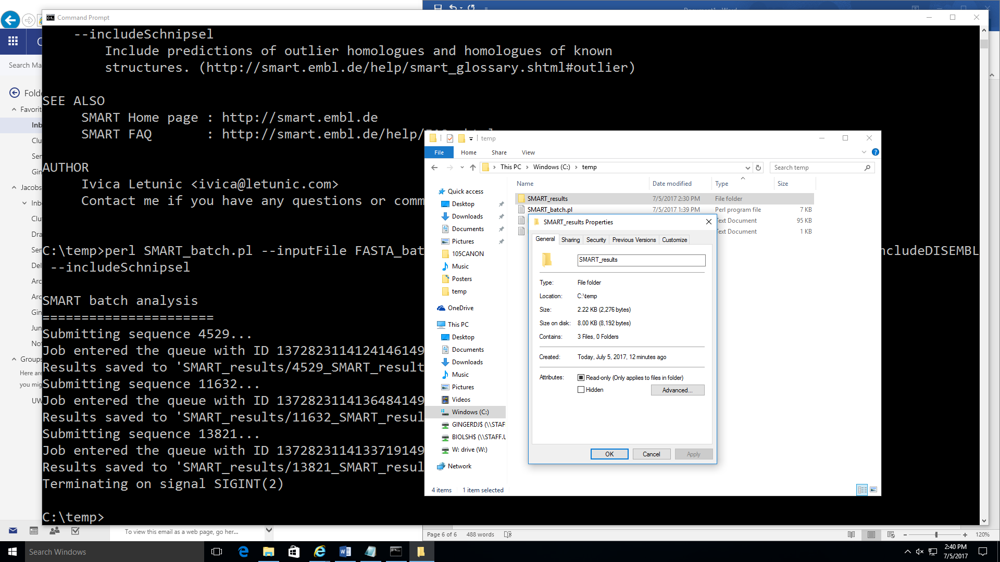 Document1 - Word
Command Prompt
--includeSchnipsel
Include predictions of outlier homologues and homologues of known
structures. (http://smart.embl.de/help/smart_glossary.shtml#outlier)
SEE ALSO
SMART Home page : http://smart.embl.de
SMART FAQ : http://smart.embl.de/help/
AUTHOR
Ivica Letunic <ivica@letunic.com>
Contact me if you have any questions or comm
C:\temp>perl SMART_batch.pl --inputFile FASTA_bat
ncludeDISEMBL
--includeSchnipsel
SMART batch analysis
======================
Submitting sequence 4529...
Job entered the queue with ID 1372823114124146149
Results saved to 'SMART_results/4529_SMART_result
Submitting sequence 11632...
Job entered the queue with ID 1372823114136484149
Results saved to 'SMART_results/11632_SMART_resul
Submitting sequence 13821...
Job entered the queue with ID 1372823114133719149
Results saved to 'SMART_results/13821_SMART_resul
Terminating on signal SIGINT(2)
C:\temp>
Search Ma
Folde
Favorit
Inb
Clu
Sen
Gin
Jacobs
Inb
Clu
Dra
Sen
Del
Arc
Arc
Gin
Jun
Not
Groups
Here are
you mig
UW
To view this email as a web page, go her...
temp
File Home Share View
This PC Windows (C:) temp
Search temp
Name Date modified Type Size
SMART_results 7/5/2017 2:30 PM File folder
SMART_batch.pl 7/5/2017 1:39 PM Perl program file 7 KB
Text Document 95 KB
Text Document 1 KB
Quick access
Desktop
Downloads
Documents
Pictures
105CANON
Music
Posters
temp
OneDrive
This PC
Desktop
Documents
Downloads
Music
Pictures
Videos
Windows (C:)
GINGERDJ$ (\\STAF
BIOLSH$ (\\STAFF.U
W: drive (W:)
Network
4 items 1 item selected
SMART_results Properties
General Sharing Security Previous Versions Customize
SMART_results
Type: File folder
Location: C:\temp
Size: 2.22 KB (2,276 bytes)
Size on disk: 8.00 KB (8,192 bytes)
Contains: 3 Files, 0 Folders
Created: Today, July 5, 2017, 12 minutes ago
Attributes: Read-only (Only applies to files in folder)
Hidden
Advanced...
OK Cancel Apply
Page 6 of 6 488 words
120%
Search Windows
2:40 PM
7/5/2017